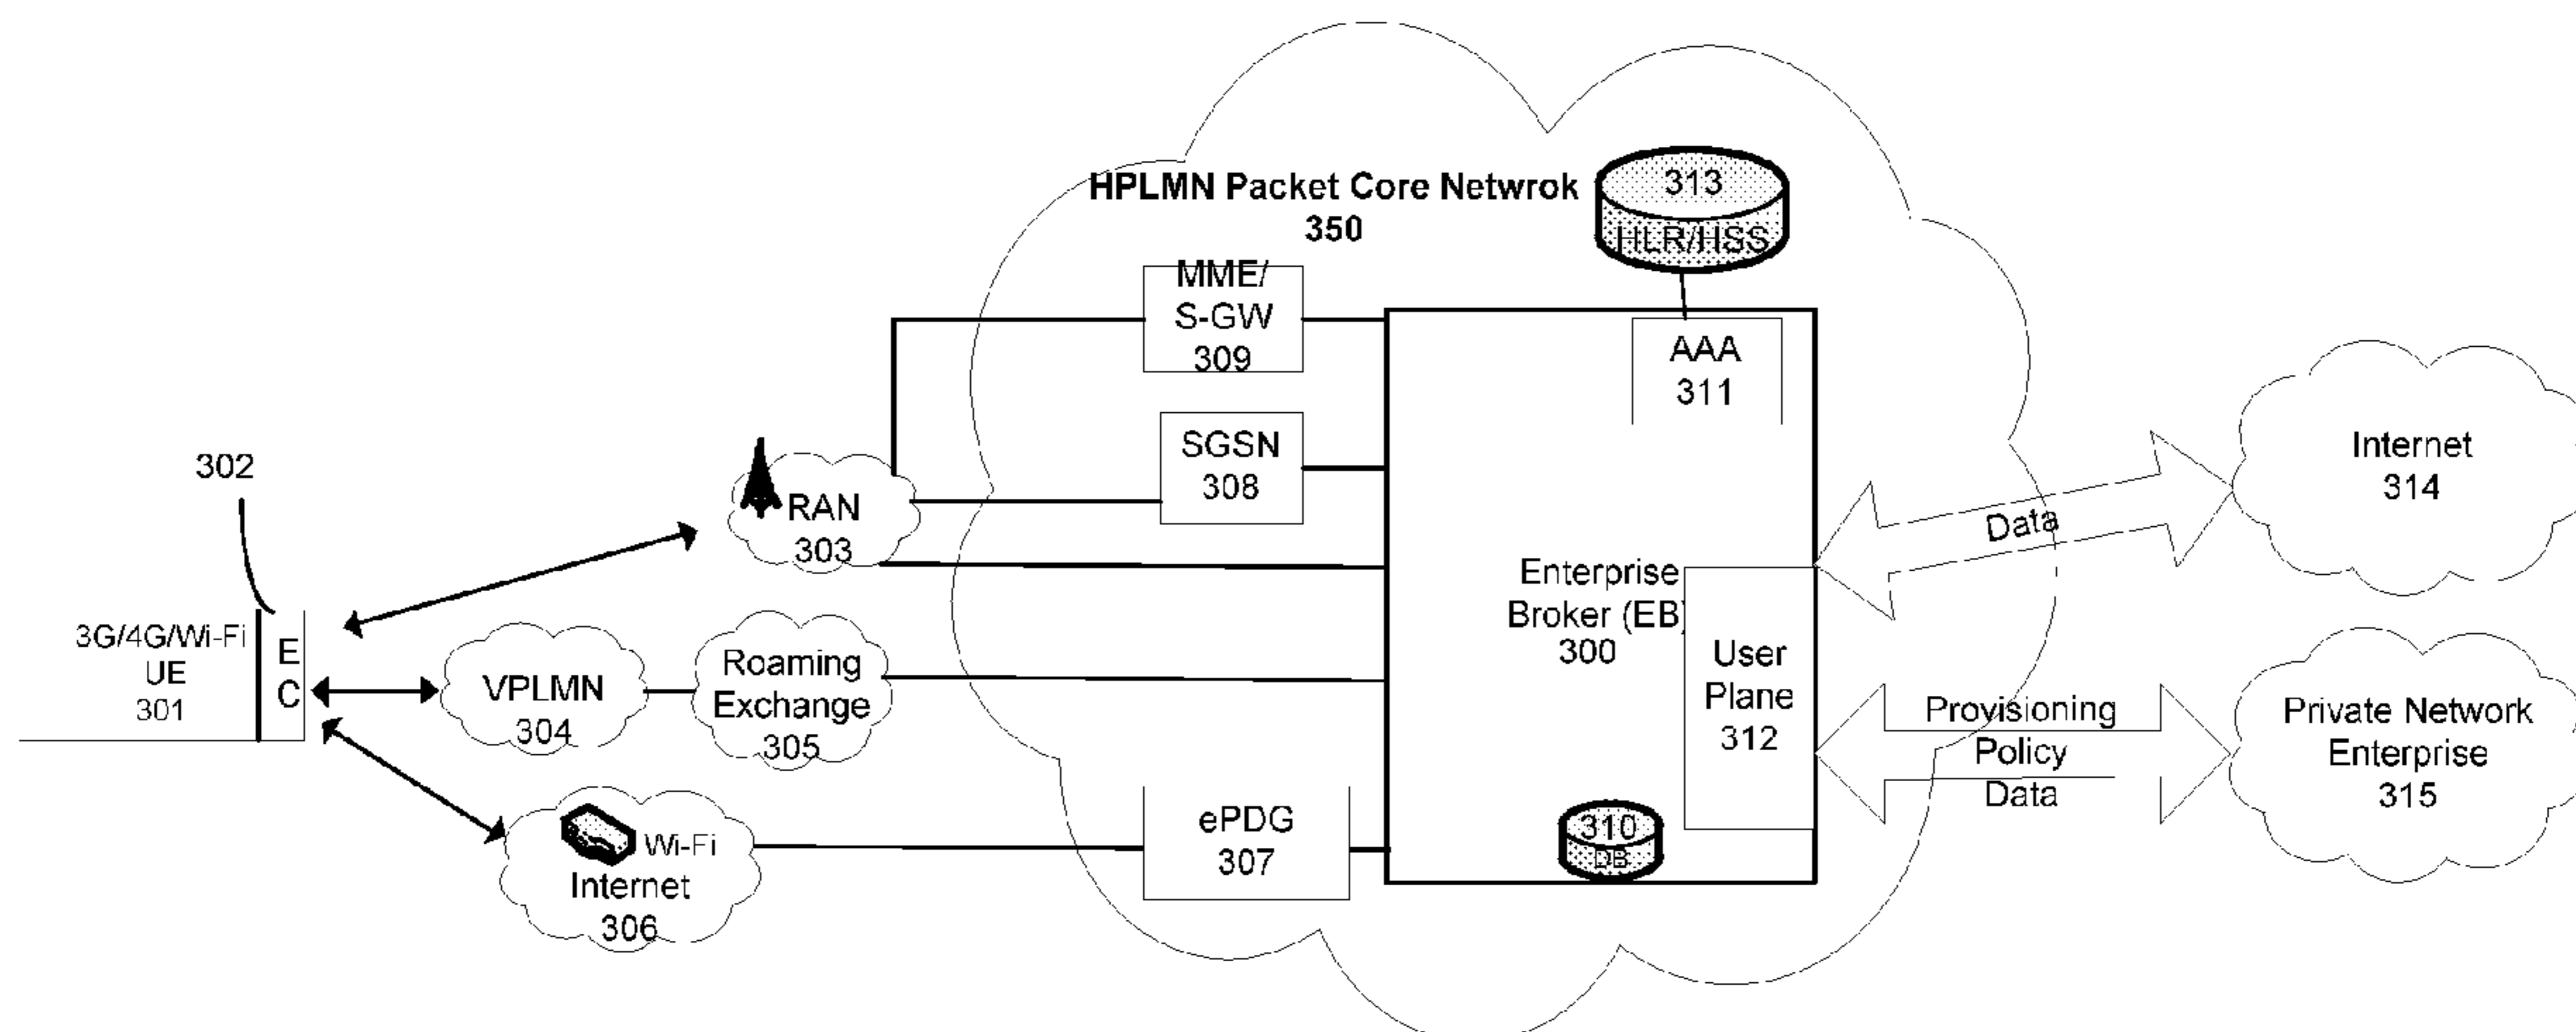 HPLMN Packet Core Netwrok
350
313
HLR/HSS
MME/
S-GW
309
AAA
311
SGSN
308
302
RAN
303
Internet
314
Data
Enterprise
Broker (EB)
300
3G/4G/Wi-Fi
UE
301
E
C
VPLMN
304
Roaming
Exchange
305
User
Plane
312
Provisioning
Policy
Data
Private Network
Enterprise
315
Wi-Fi
Internet
306
ePDG
307
310
DB